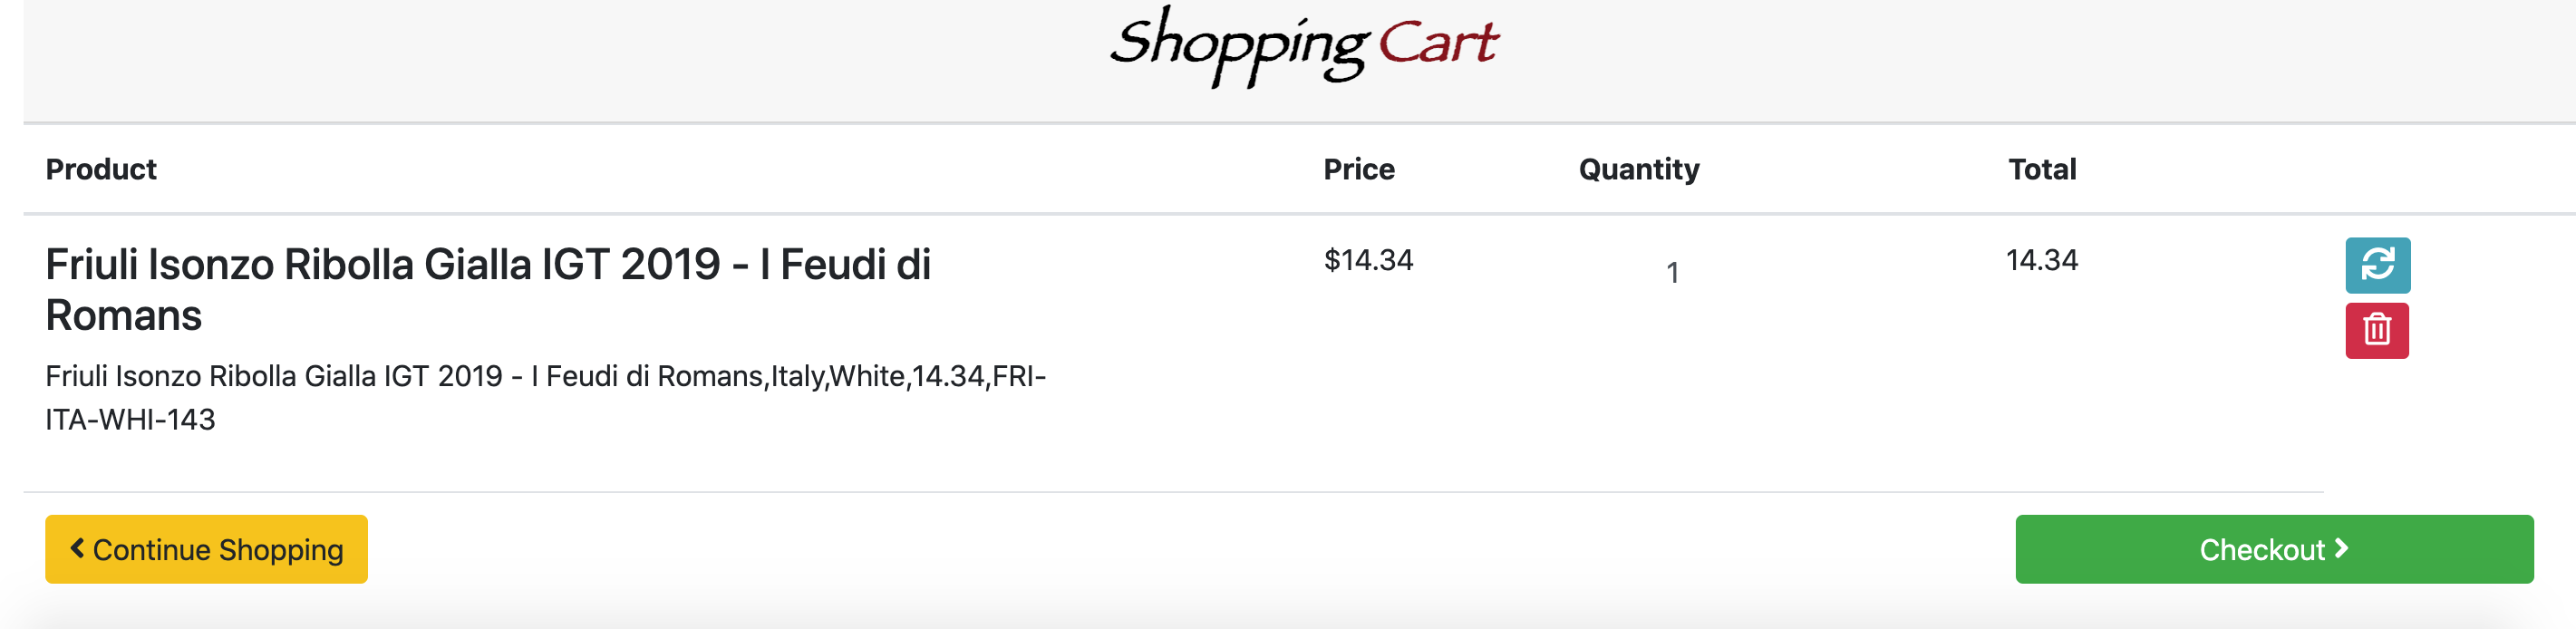 Shopping Cart
Product Price Quantity Total
Friuli Isonzo Ribolla Gialla IGT 2019 - I Feudi di
Romans
$14.34 1 14.34
Friuli Isonzo Ribolla Gialla IGT 2019 - I Feudi di Romans,Italy,White,14.34,FRI-
ITA-WHI-143
Continue Shopping
Checkout